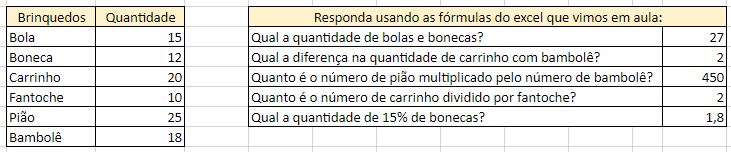 Brinquedos Quantidade
Bola 15
Boneca 12
Carrinho 20
Fantoche 10
Pião 25
Bambolê 18
Responda usando as fórmulas do excel que vimos em aula:
Qual a quantidade de bolas e bonecas? 27
Qual a diferença na quantidade de carrinho com bambolê? 2
Quanto é o número de pião multiplicado pelo número de bambolê? 450
Quanto é o número de carrinho dividido por fantoche? 2
Qual a quantidade de 15% de bonecas? 1,8